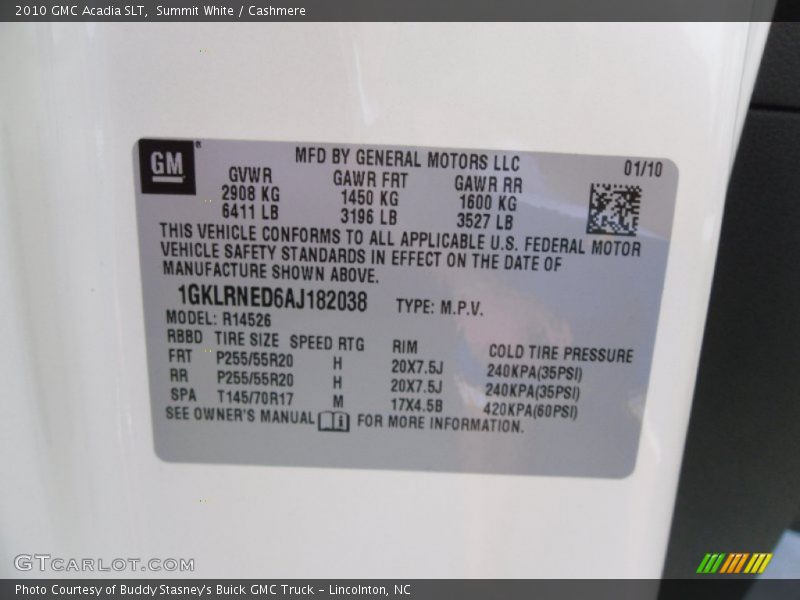 2010 GMC Acadia SLT, Summit White / Cashmere
GM®
MFD BY GENERAL MOTORS LLC 01/10
GVWR GAWR FRT GAWR RR
2908 KG 1450 KG 1600 KG
6411 LB 3196 LB 3527 LB
THIS VEHICLE CONFORMS TO ALL APPLICABLE U.S. FEDERAL MOTOR
VEHICLE SAFETY STANDARDS IN EFFECT ON THE DATE OF
MANUFACTURE SHOWN ABOVE.
1GKLRNED6AJ182038 TYPE: M.P.V.
MODEL: R14526
RBBD TIRE SIZE SPEED RTG RIM COLD TIRE PRESSURE
FRT P255/55R20 H 20X7.5J 240KPA(35PSI)
RR P255/55R20 H 20X7.5J 240KPA(35PSI)
SPA T145/70R17 M 17X4.5B 420KPA(60PSI)
SEE OWNER'S MANUAL i FOR MORE INFORMATION.
GTCARLOT.COM
Photo Courtesy of Buddy Stasney's Buick GMC Truck - Lincolnton, NC